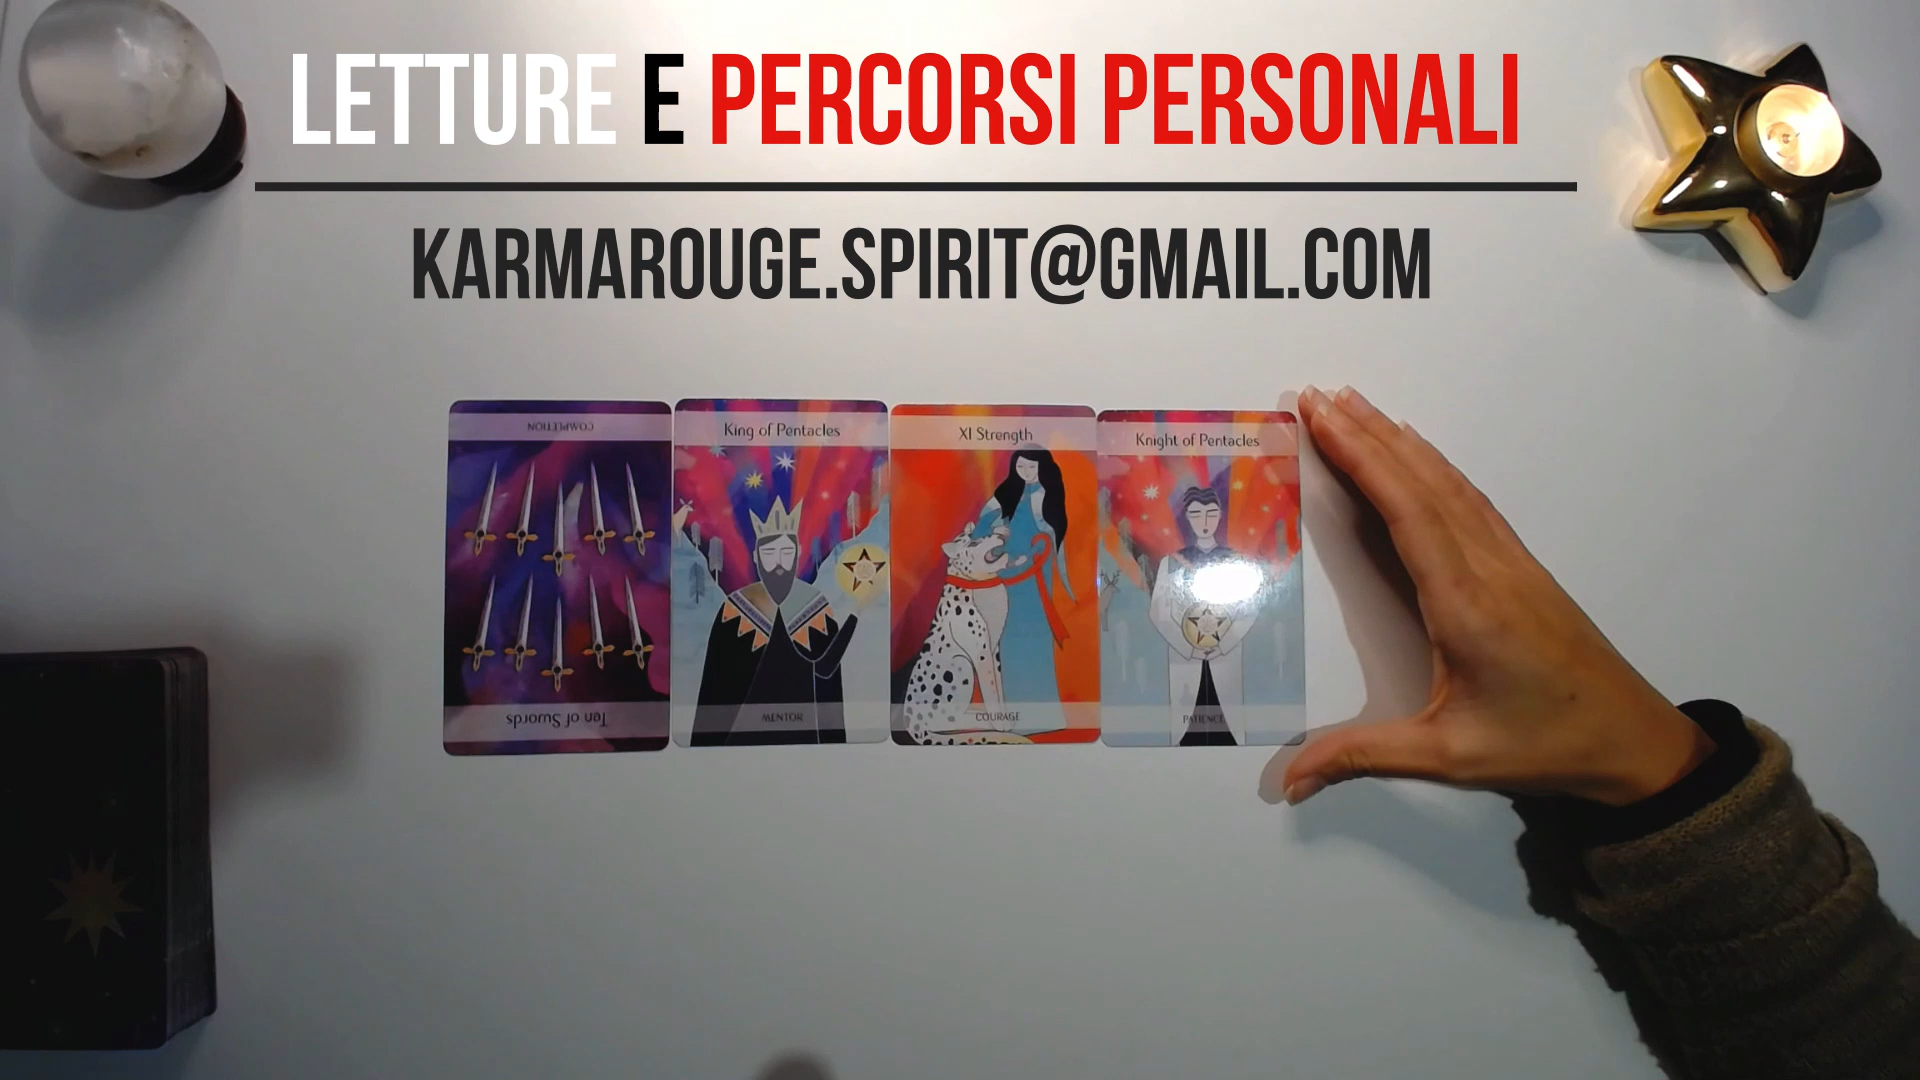 LETTURE E PERCORSI PERSONALI
KARMAROUGE.SPIRIT@GMAIL.COM
COMPLETION
Ten of Swords
King of Pentacles
MENTOR
XI Strength
COURAGE
Knight of Pentacles
PATIENCE